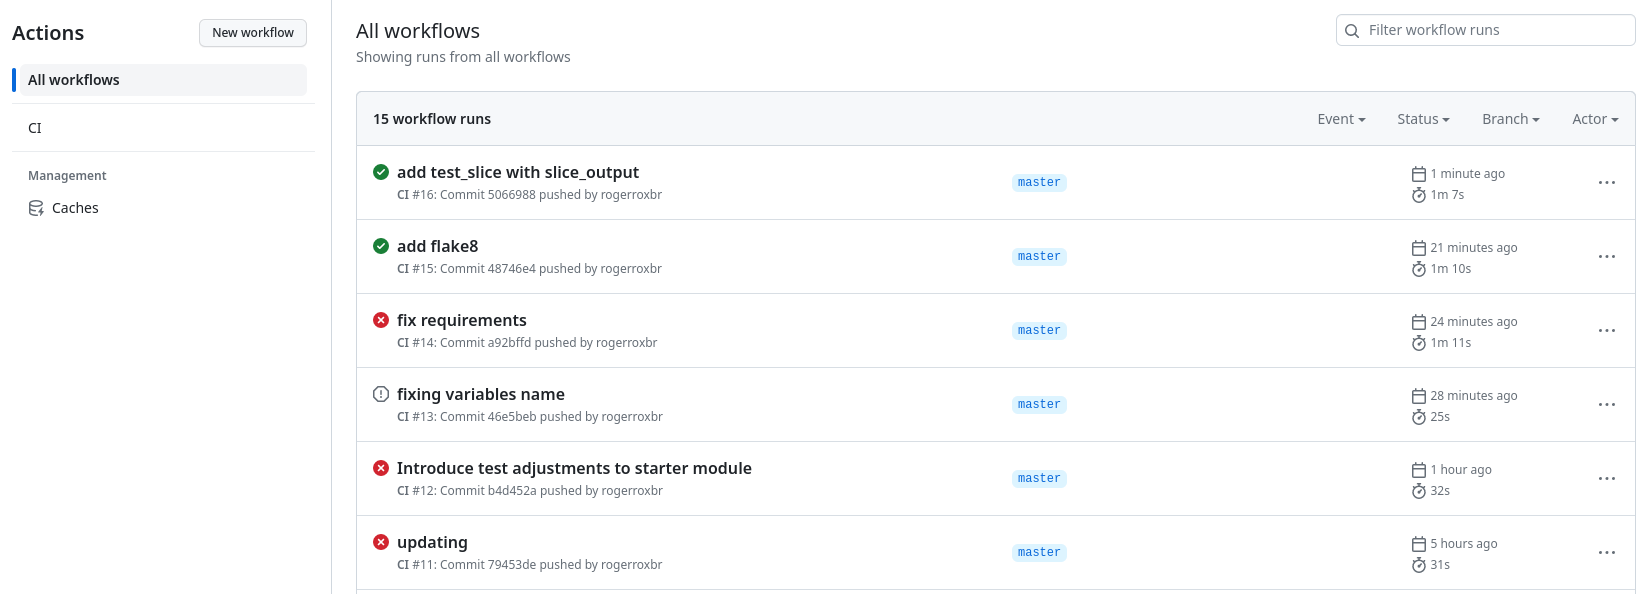 Actions
New workflow
All workflows
CI
Management
Caches
All workflows
Showing runs from all workflows
Filter workflow runs
15 workflow runs
Event
Status
Branch
Actor
add test_slice with slice_output
CI #16: Commit 5066988 pushed by rogerroxbr
master
1 minute ago
1m 7s
add flake8
CI #15: Commit 48746e4 pushed by rogerroxbr
master
21 minutes ago
1m 10s
fix requirements
CI #14: Commit a92bffd pushed by rogerroxbr
master
24 minutes ago
1m 11s
fixing variables name
CI #13: Commit 46e5beb pushed by rogerroxbr
master
28 minutes ago
25s
Introduce test adjustments to starter module
CI #12: Commit b4d452a pushed by rogerroxbr
master
1 hour ago
32s
updating
CI #11: Commit 79453de pushed by rogerroxbr
master
5 hours ago
31s